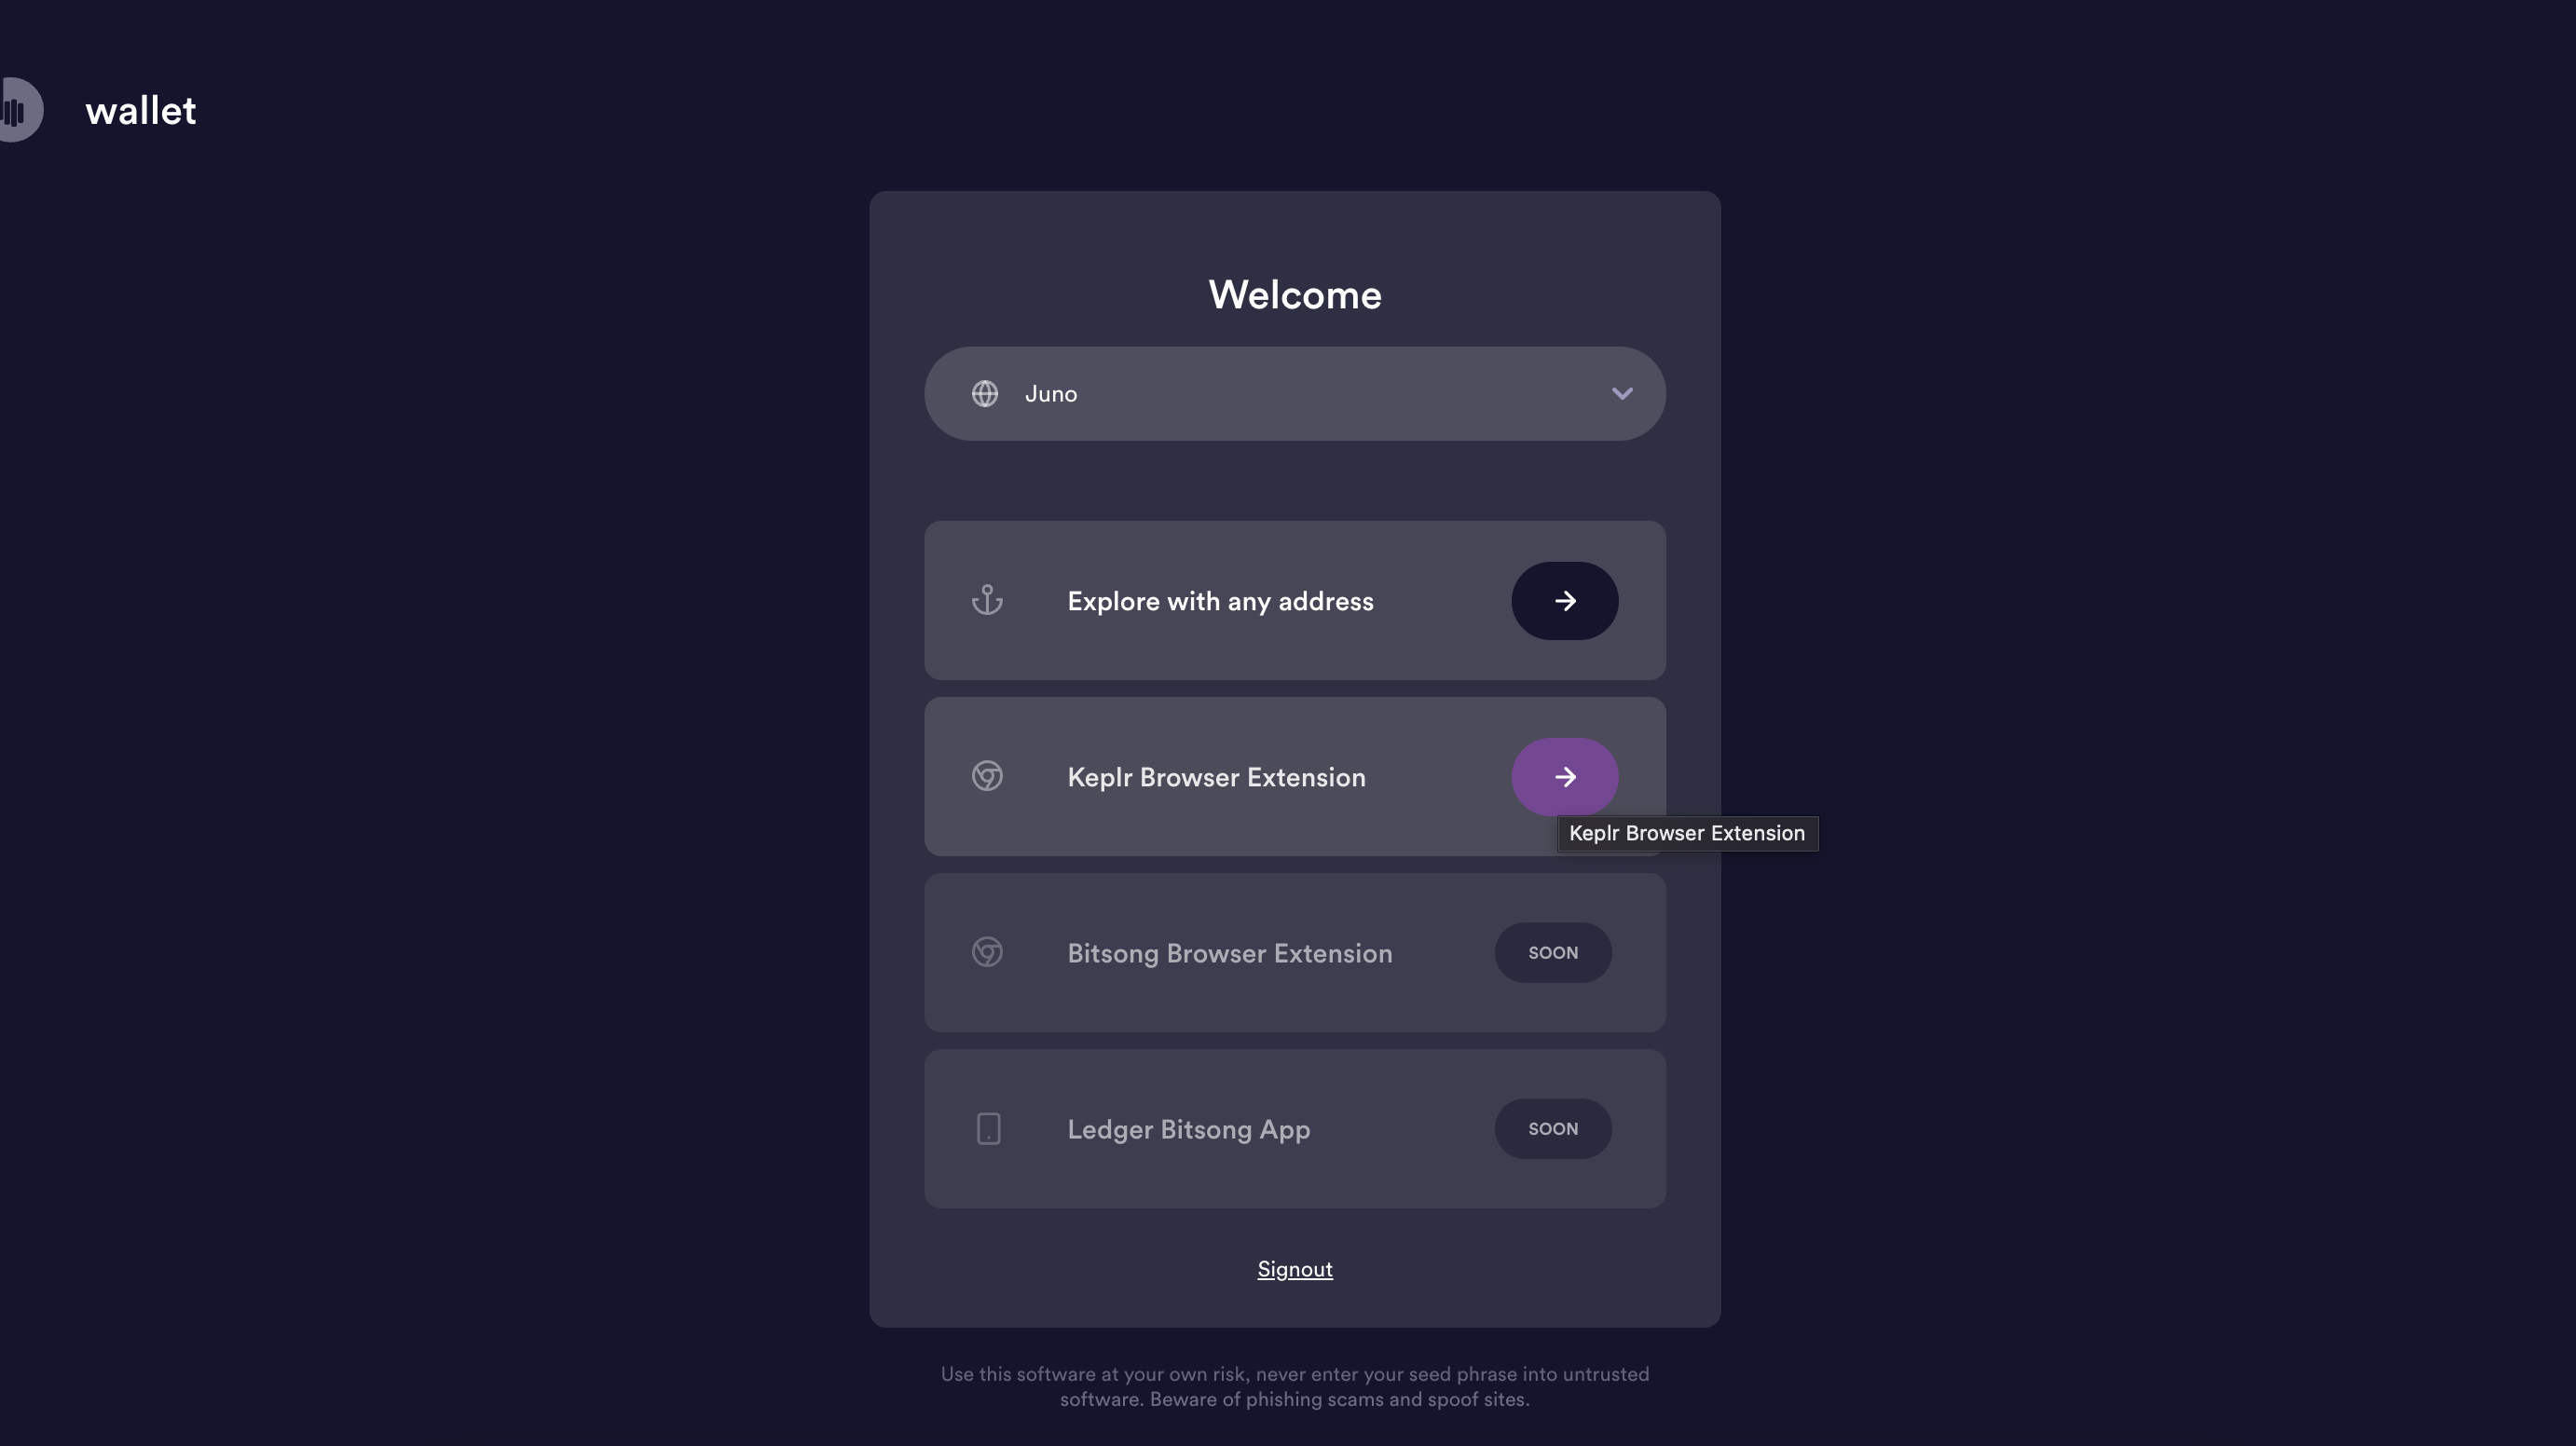 wallet
Welcome
Juno
Explore with any address
Keplr Browser Extension
Keplr Browser Extension
Bitsong Browser Extension
SOON
Ledger Bitsong App
SOON
Signout
Use this software at your own risk, never enter your seed phrase into untrusted
software. Beware of phishing scams and spoof sites.